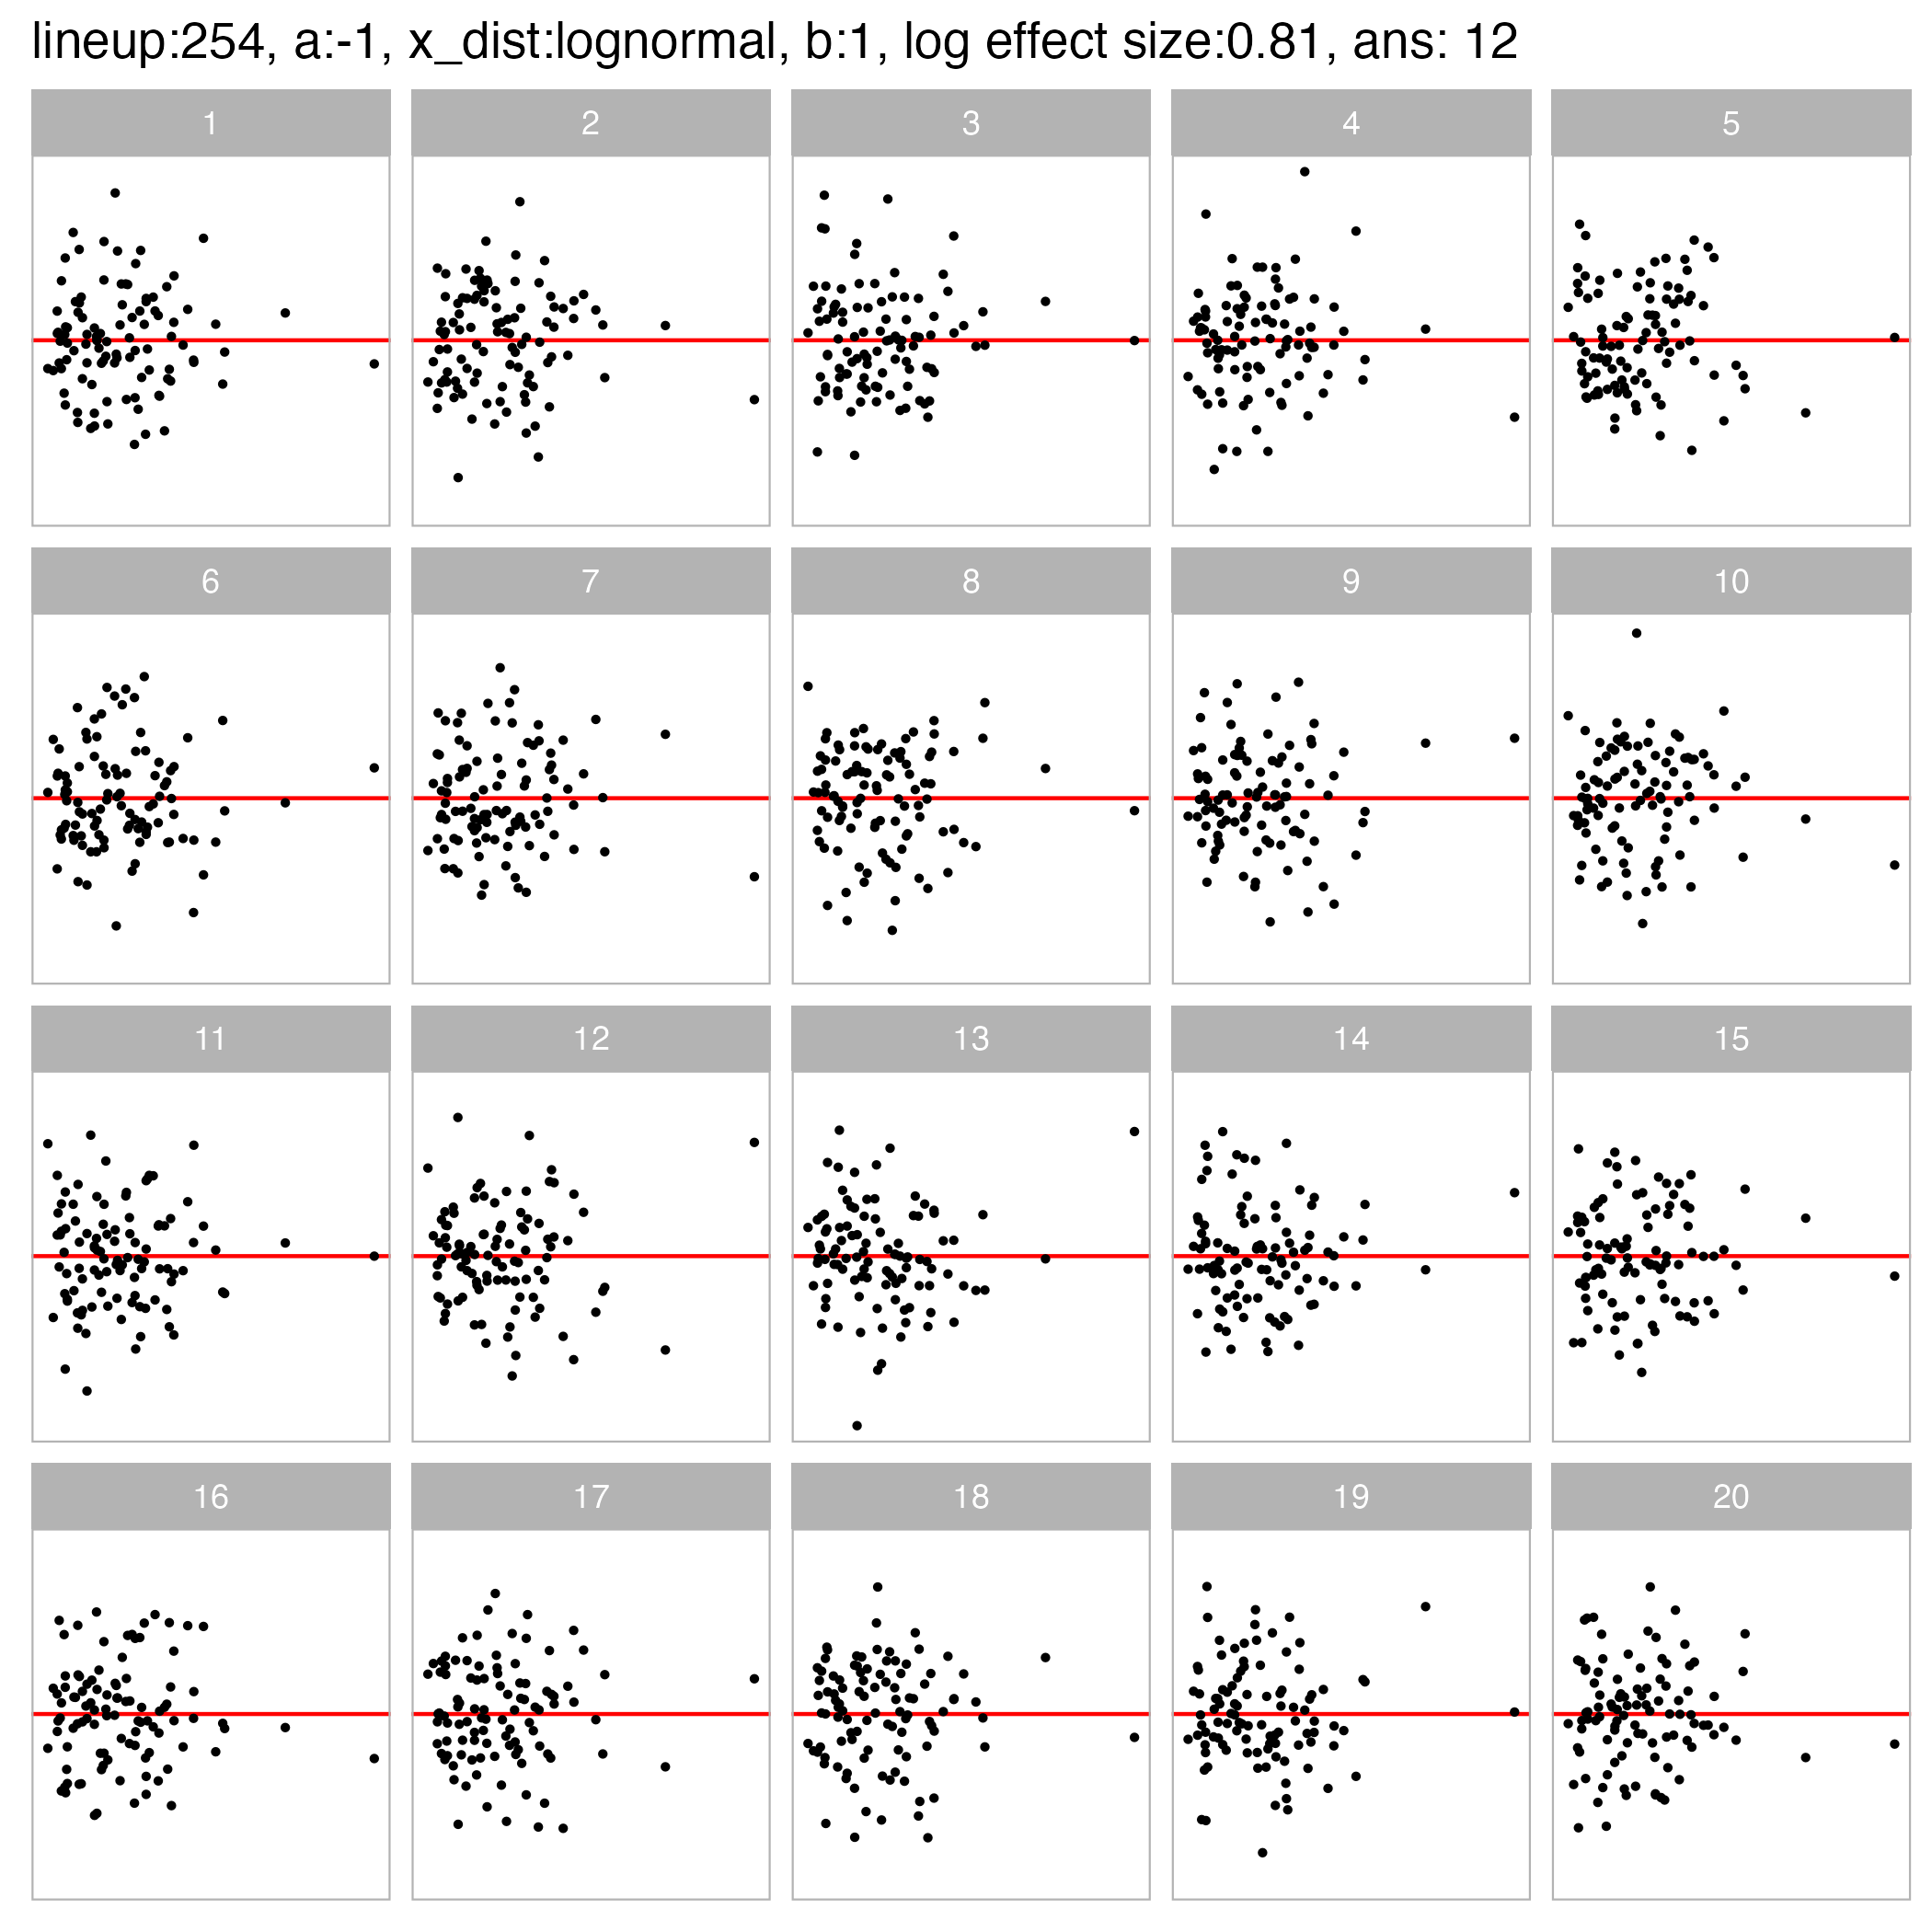 lineup:254, a:-1, x_dist:lognormal, b:1, log effect size:0.81, ans: 12
1 2 3 4 5
6 7 8 9 10
11 12 13 14 15
16 17 18 19 20